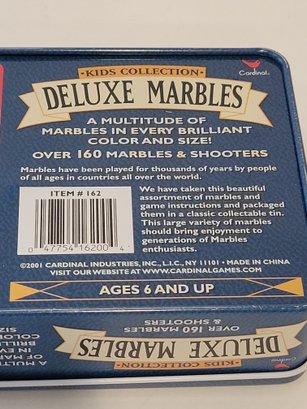 KIDS COLLECTION
Cardinal
DELUXE MARBLES
A MULTITUDE OF
MARBLES IN EVERY BRILLIANT
COLOR AND SIZE!
OVER 160 MARBLES & SHOOTERS
Marbles have been played for thousands of years by people
of all ages in countries all over the world.
ITEM # 162
0 47754 16200 4
We have taken this beautiful
assortment of marbles and
game instructions and packaged
them in a classic collectable tin.
This large variety of marbles
should bring enjoyment to
generations of Marbles
enthusiasts.
©2001 CARDINAL INDUSTRIES, INC., L.I.C., NY 11101 • MADE IN CHINA
VISIT OUR WEBSITE AT WWW.CARDINALGAMES.COM
AGES 6 AND UP
& SHOOTERS
OVER 160 MARBLES
DELUXE MARBLES
KIDS COLLECTION